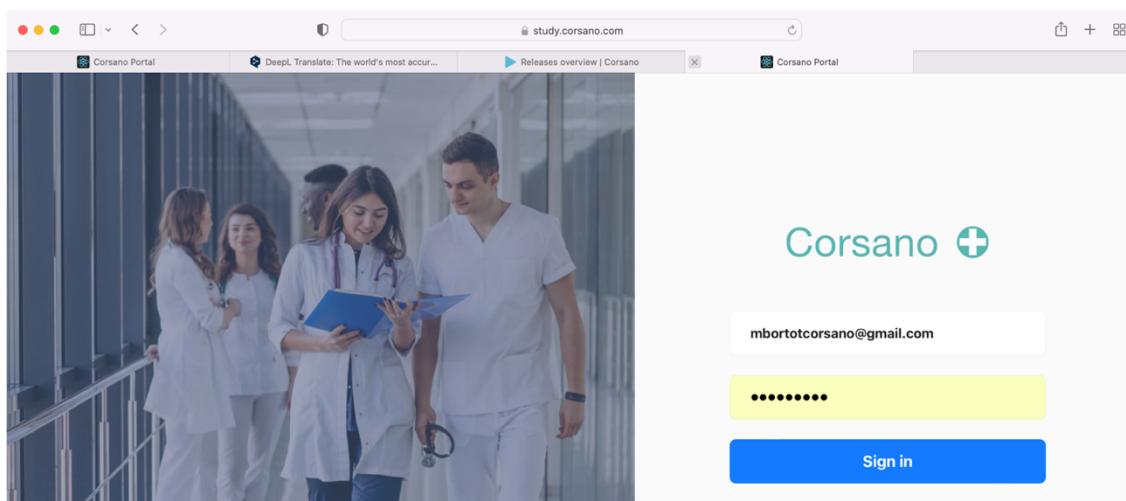 study.corsano.com
Corsano Portal
DeepL Translate: The world's most accur...
Releases overview | Corsano
Corsano Portal
Corsano
mbortotcorsano@gmail.com
•••••••••
Sign in